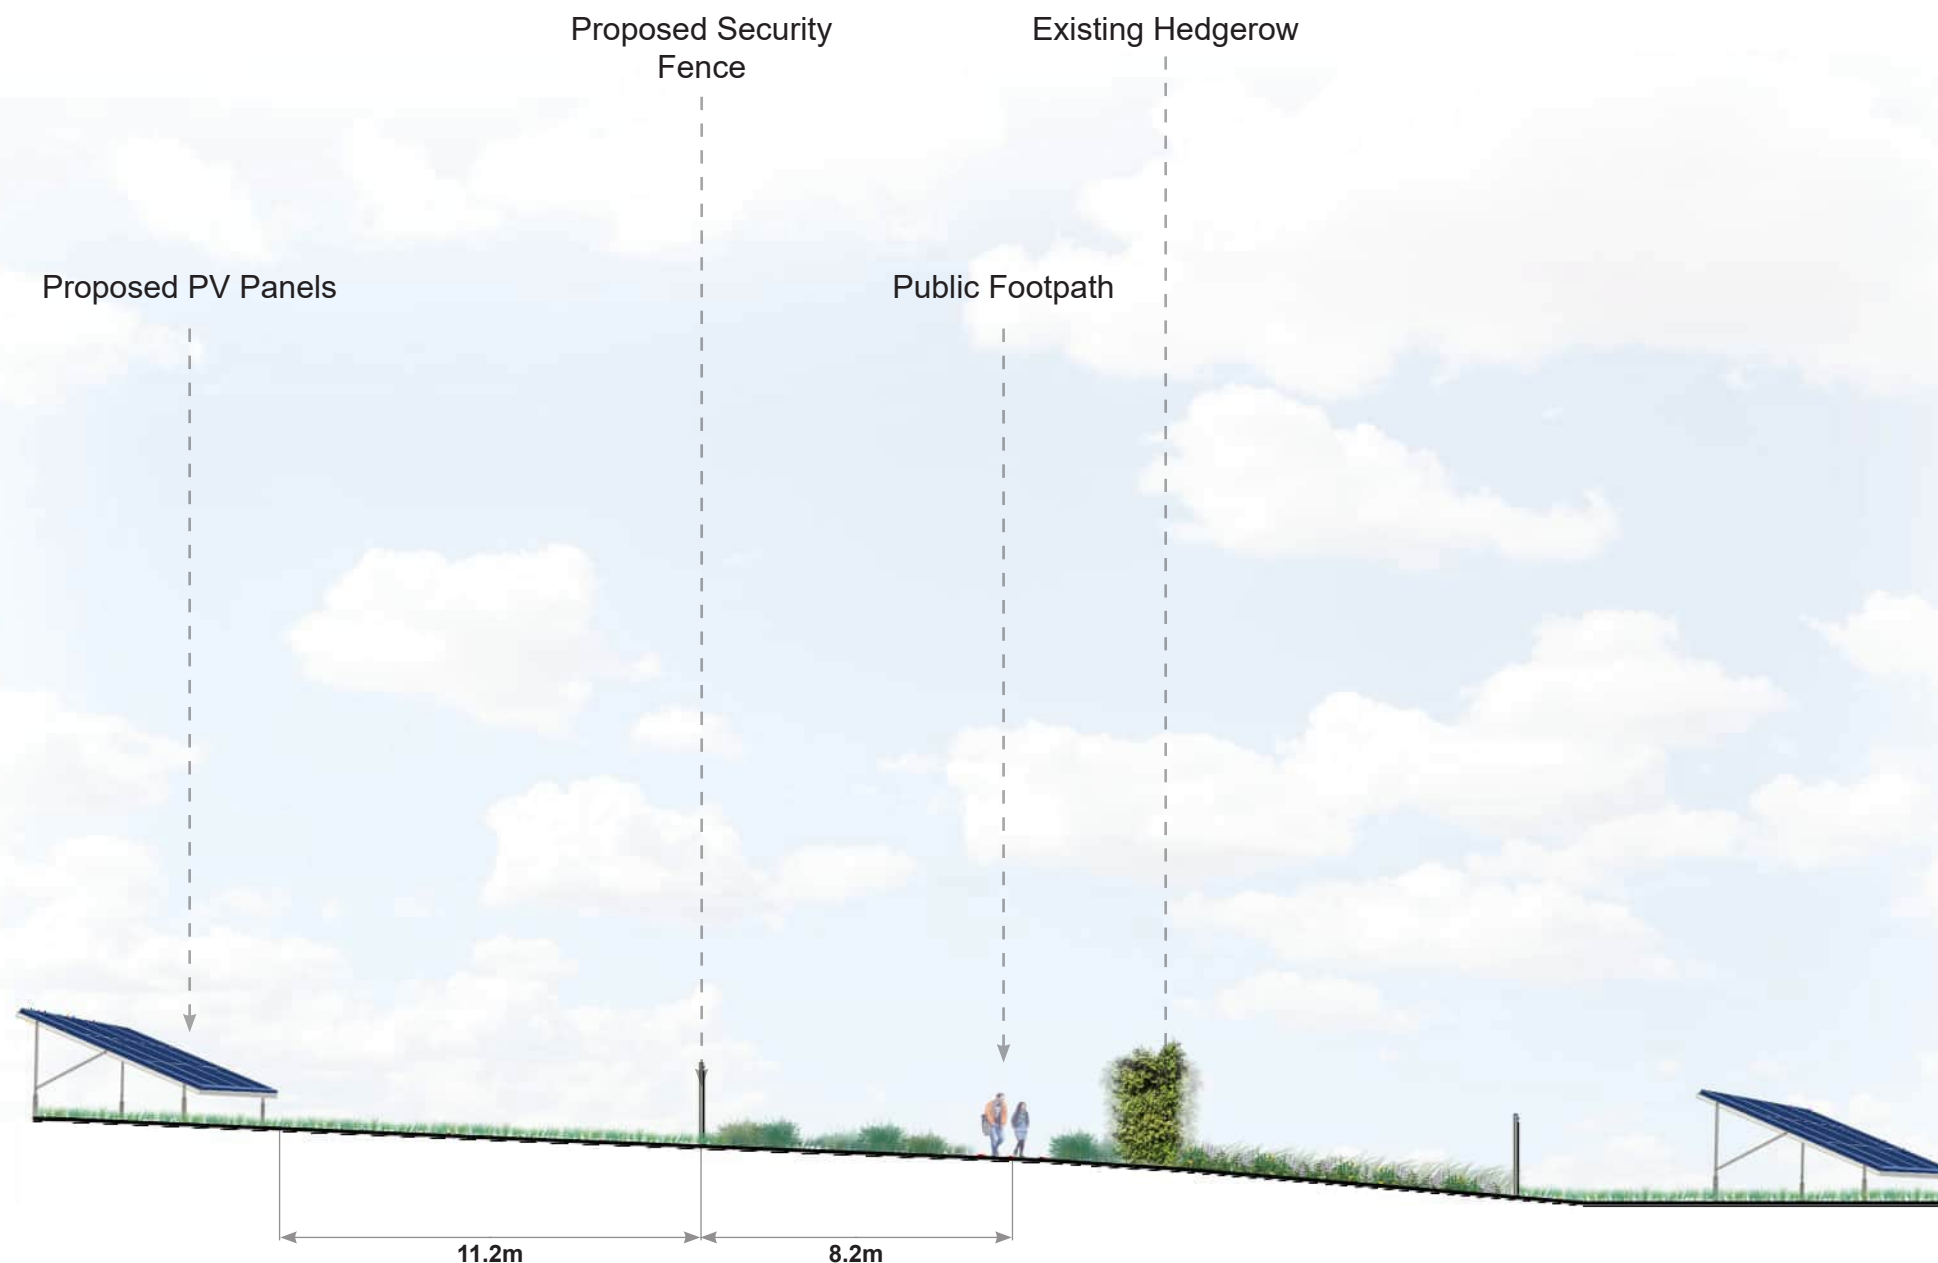 Proposed Security
Fence
Existing Hedgerow
Proposed PV Panels
Public Footpath
11.2m
8.2m